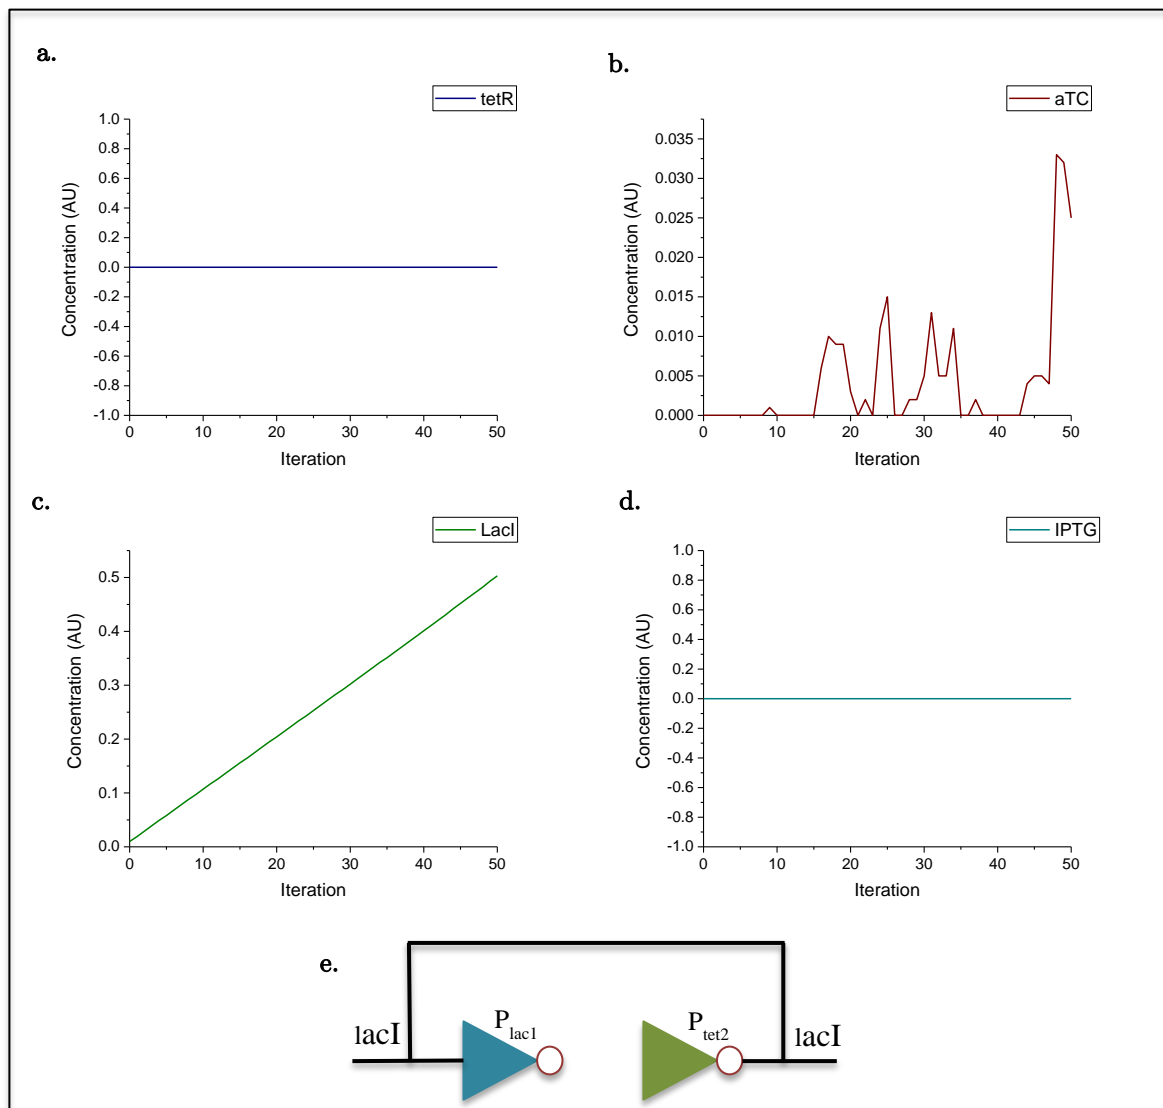 a.
tetR
1.0
0.8
0.6
0.4
0.2
0.0
-0.2
-0.4
-0.6
-0.8
-1.0
Concentration (AU)
0 10 20 30 40 50
Iteration
b.
aTC
0.035
0.030
0.025
0.020
0.015
0.010
0.005
0.000
Concentration (AU)
0 10 20 30 40 50
Iteration
c.
LacI
0.5
0.4
0.3
0.2
0.1
0.0
Concentration (AU)
0 10 20 30 40 50
Iteration
d.
IPTG
1.0
0.8
0.6
0.4
0.2
0.0
-0.2
-0.4
-0.6
-0.8
-1.0
Concentration (AU)
0 10 20 30 40 50
Iteration
e.
lacI
Plac1
Ptet2
lacI